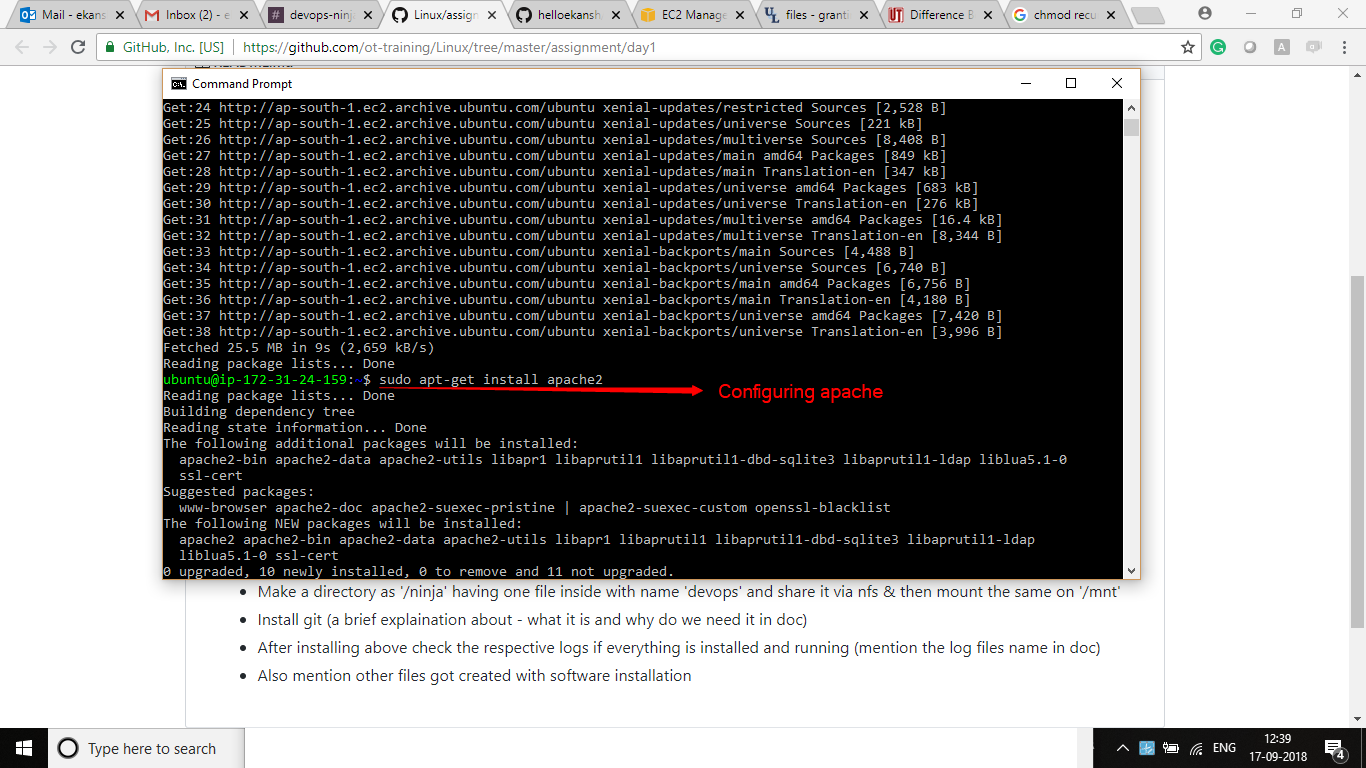 Mail - ekans
Inbox (2) - e
devops-ninj
Linux/assign
helloekansh
EC2 Manage
files - granti
Difference B
chmod recu
GitHub, Inc. [US]
https://github.com/ot-training/Linux/tree/master/assignment/day1
Command Prompt
Get:24 http://ap-south-1.ec2.archive.ubuntu.com/ubuntu xenial-updates/restricted Sources [2,528 B]
Get:25 http://ap-south-1.ec2.archive.ubuntu.com/ubuntu xenial-updates/universe Sources [221 kB]
Get:26 http://ap-south-1.ec2.archive.ubuntu.com/ubuntu xenial-updates/multiverse Sources [8,408 B]
Get:27 http://ap-south-1.ec2.archive.ubuntu.com/ubuntu xenial-updates/main amd64 Packages [849 kB]
Get:28 http://ap-south-1.ec2.archive.ubuntu.com/ubuntu xenial-updates/main Translation-en [347 kB]
Get:29 http://ap-south-1.ec2.archive.ubuntu.com/ubuntu xenial-updates/universe amd64 Packages [683 kB]
Get:30 http://ap-south-1.ec2.archive.ubuntu.com/ubuntu xenial-updates/universe Translation-en [276 kB]
Get:31 http://ap-south-1.ec2.archive.ubuntu.com/ubuntu xenial-updates/multiverse amd64 Packages [16.4 kB]
Get:32 http://ap-south-1.ec2.archive.ubuntu.com/ubuntu xenial-updates/multiverse Translation-en [8,344 B]
Get:33 http://ap-south-1.ec2.archive.ubuntu.com/ubuntu xenial-backports/main Sources [4,488 B]
Get:34 http://ap-south-1.ec2.archive.ubuntu.com/ubuntu xenial-backports/universe Sources [6,740 B]
Get:35 http://ap-south-1.ec2.archive.ubuntu.com/ubuntu xenial-backports/main amd64 Packages [6,756 B]
Get:36 http://ap-south-1.ec2.archive.ubuntu.com/ubuntu xenial-backports/main Translation-en [4,180 B]
Get:37 http://ap-south-1.ec2.archive.ubuntu.com/ubuntu xenial-backports/universe amd64 Packages [7,420 B]
Get:38 http://ap-south-1.ec2.archive.ubuntu.com/ubuntu xenial-backports/universe Translation-en [3,996 B]
Fetched 25.5 MB in 9s (2,659 kB/s)
Reading package lists... Done
ubuntu@ip-172-31-24-159:~$ sudo apt-get install apache2
Configuring apache
Reading package lists... Done
Building dependency tree
Reading state information... Done
The following additional packages will be installed:
apache2-bin apache2-data apache2-utils libapr1 libaprutil1 libaprutil1-dbd-sqlite3 libaprutil1-ldap liblua5.1-0
ssl-cert
Suggested packages:
www-browser apache2-doc apache2-suexec-pristine | apache2-suexec-custom openssl-blacklist
The following NEW packages will be installed:
apache2 apache2-bin apache2-data apache2-utils libapr1 libaprutil1 libaprutil1-dbd-sqlite3 libaprutil1-ldap
liblua5.1-0 ssl-cert
0 upgraded, 10 newly installed, 0 to remove and 11 not upgraded.
• Make a directory as '/ninja' having one file inside with name 'devops' and share it via nfs & then mount the same on '/mnt'
• Install git (a brief explaination about - what it is and why do we need it in doc)
• After installing above check the respective logs if everything is installed and running (mention the log files name in doc)
• Also mention other files got created with software installation
Type here to search
ENG
12:39
17-09-2018
4